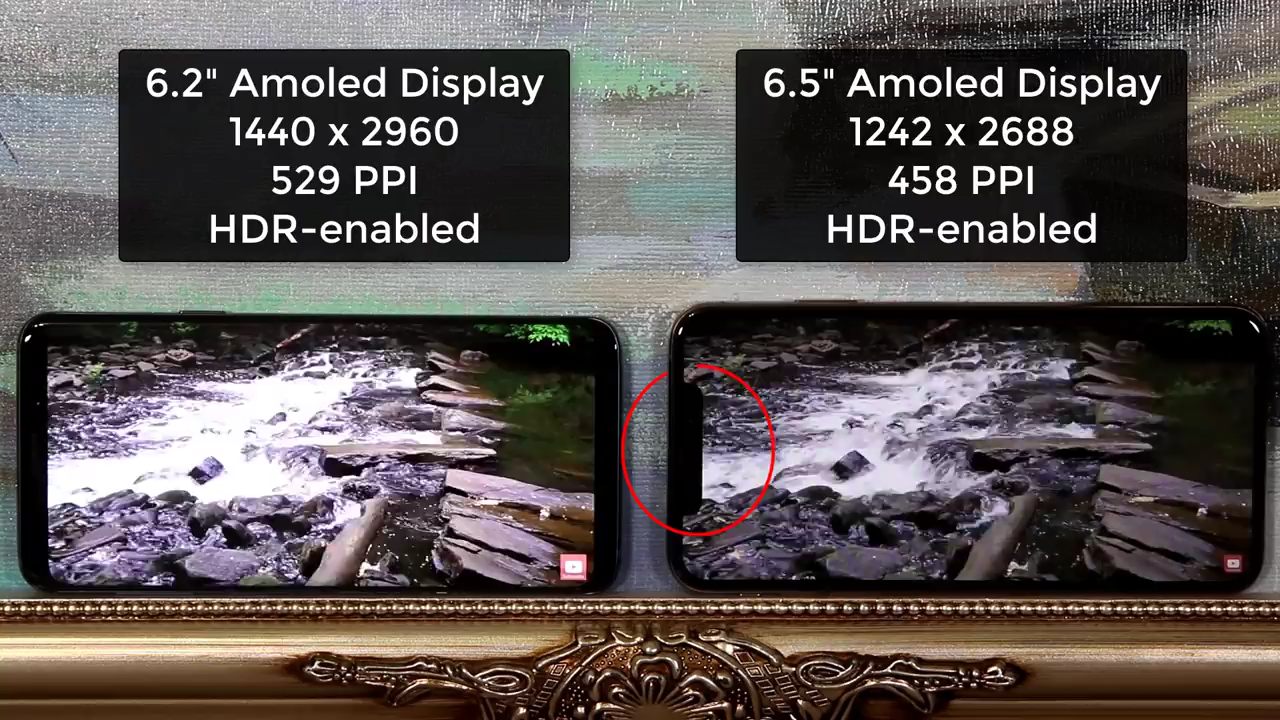 6.2" Amoled Display
1440 x 2960
529 PPI
HDR-enabled
6.5" Amoled Display
1242 x 2688
458 PPI
HDR-enabled